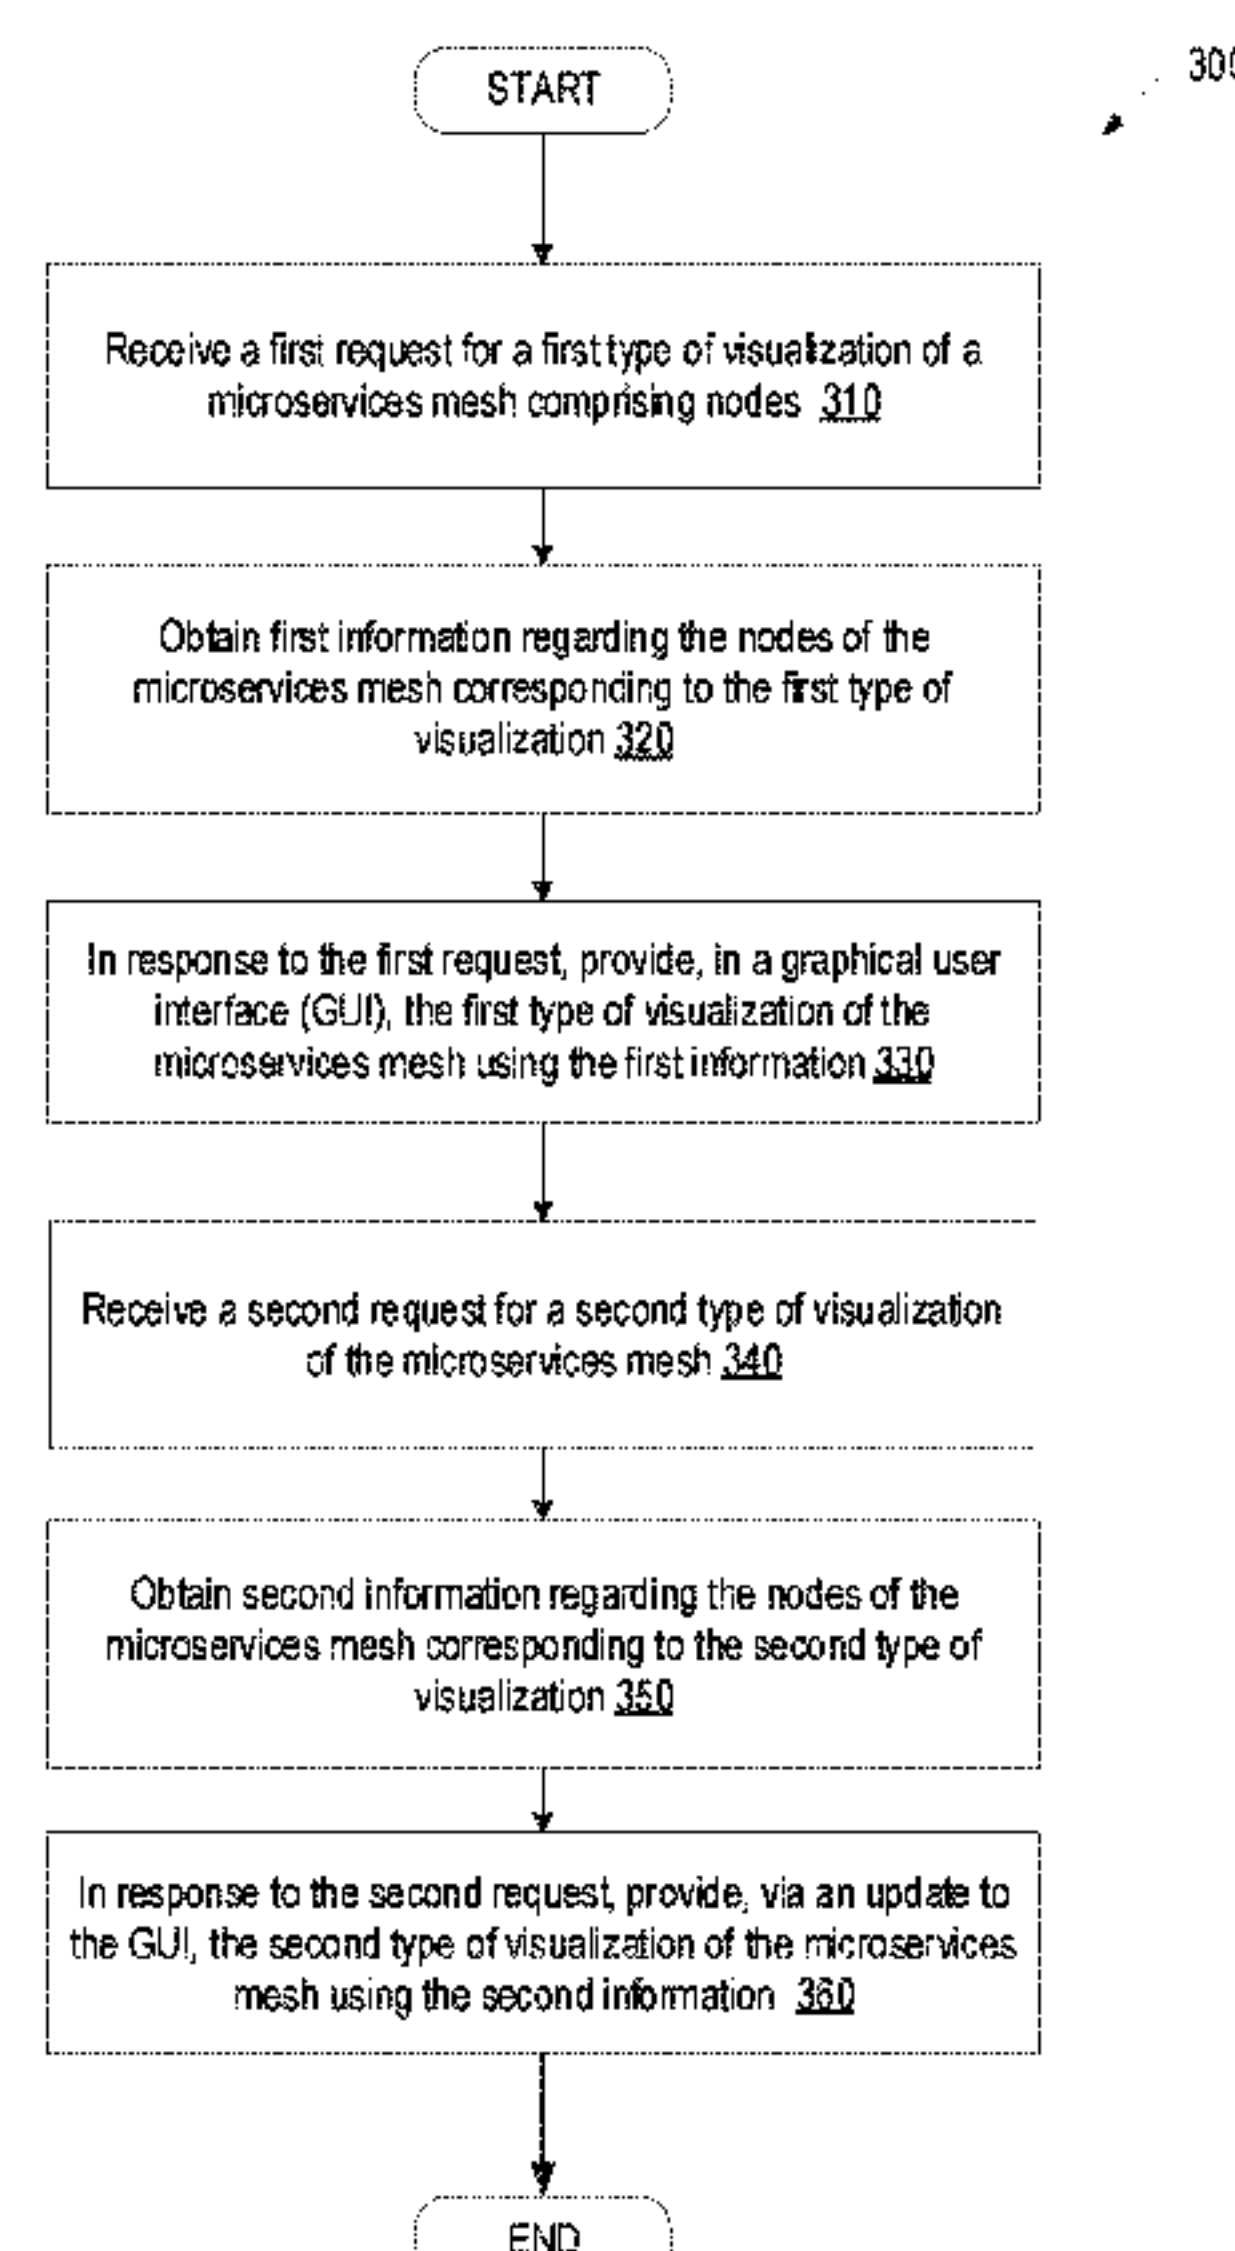 START
300
Receive a first request for a first type of visualization of a
microservices mesh comprising nodes 310
Obtain first information regarding the nodes of the
microservices mesh corresponding to the first type of
visualization 320
In response to the first request, provide, in a graphical user
interface (GUI), the first type of visualization of the
microservices mesh using the first information 330
Receive a second request for a second type of visualization
of the microservices mesh 340
Obtain second information regarding the nodes of the
microservices mesh corresponding to the second type of
visualization 350
In response to the second request, provide, via an update to
the GUI, the second type of visualization of the microservices
mesh using the second information 360
END